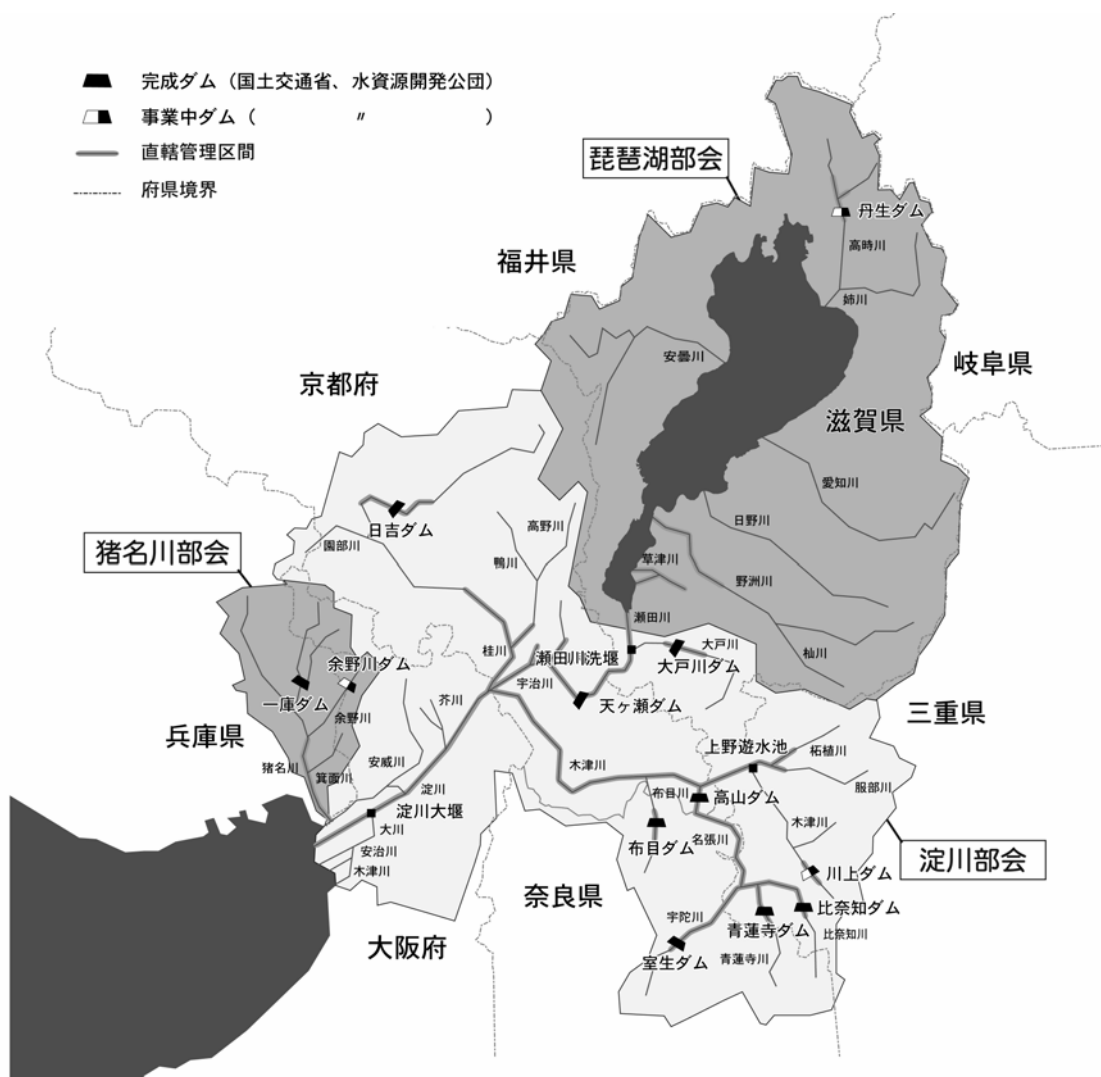 完成ダム（国土交通省、水資源開発公団）
事業中ダム（ 〃 ）
直轄管理区間
府県境界
琵琶湖部会
丹生ダム
高時川
福井県
姉川
安曇川
岐阜県
京都府
滋賀県
愛知川
日吉ダム
高野川
日野川
猪名川部会
園部川
鴨川
草津川
野洲川
瀬田川
杣川
桂川
瀬田川洗堰
大戸川
大戸川ダム
余野川ダム
宇治川
一庫ダム
芥川
天ヶ瀬ダム
余野川
三重県
兵庫県
上野遊水池
柘植川
猪名川
箕面川
安威川
木津川
服部川
淀川
布目川
高山ダム
淀川大堰
大川
木津川
布目ダム
名張川
安治川
淀川部会
木津川
川上ダム
奈良県
宇陀川
比奈知ダム
大阪府
青蓮寺ダム
比奈知川
室生ダム
青蓮寺川